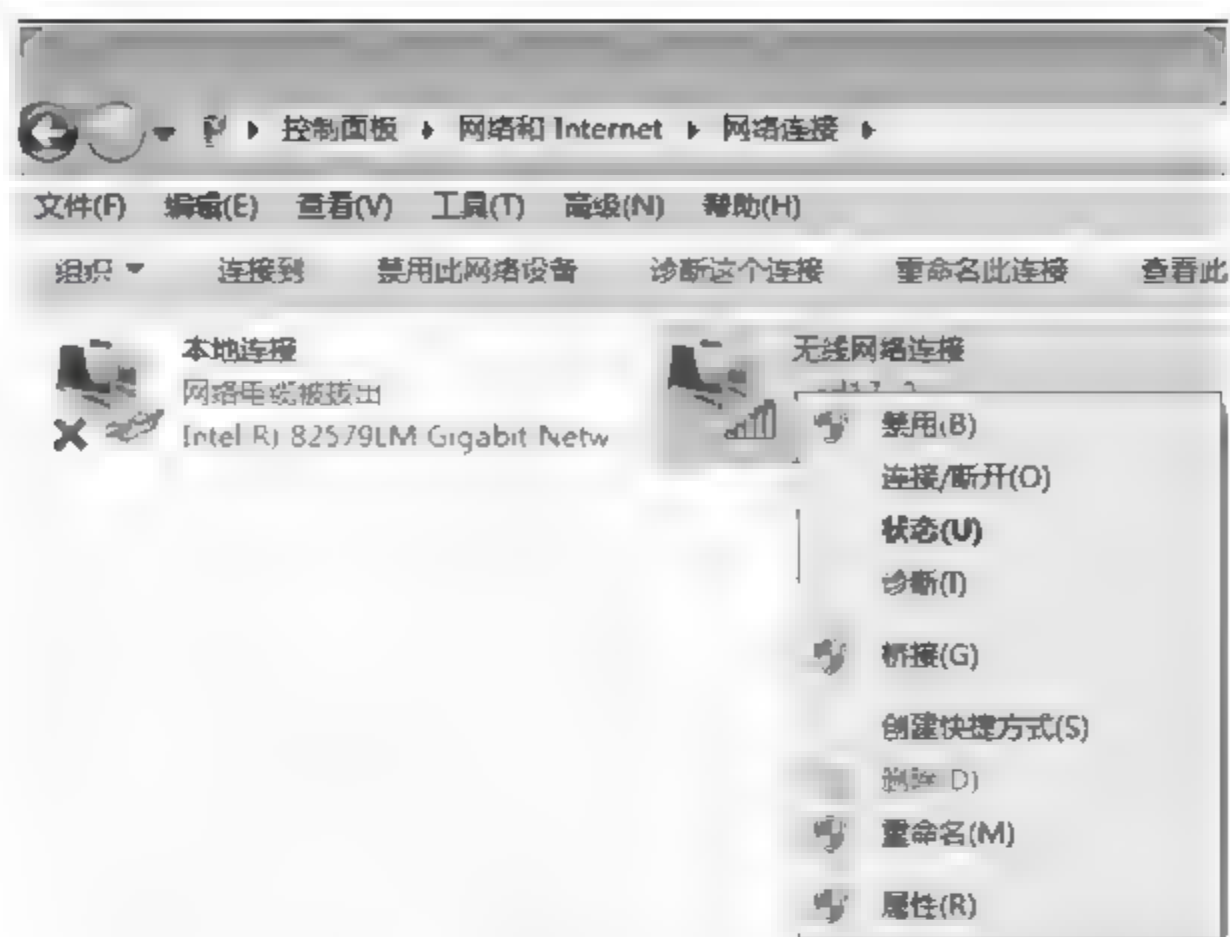 控制面板 网络和 Internet 网络连接
文件(F) 编辑(E) 查看(V) 工具(T) 高级(N) 帮助(H)
组织 连接到 禁用此网络设备 诊断这个连接 重命名此连接 查看此
本地连接
网络电缆被拔出
Intel R) 82579LM Gigabit Netw
无线网络连接
禁用(B)
连接/断开(O)
状态(U)
诊断(I)
桥接(G)
创建快捷方式(S)
删除 D)
重命名(M)
属性(R)